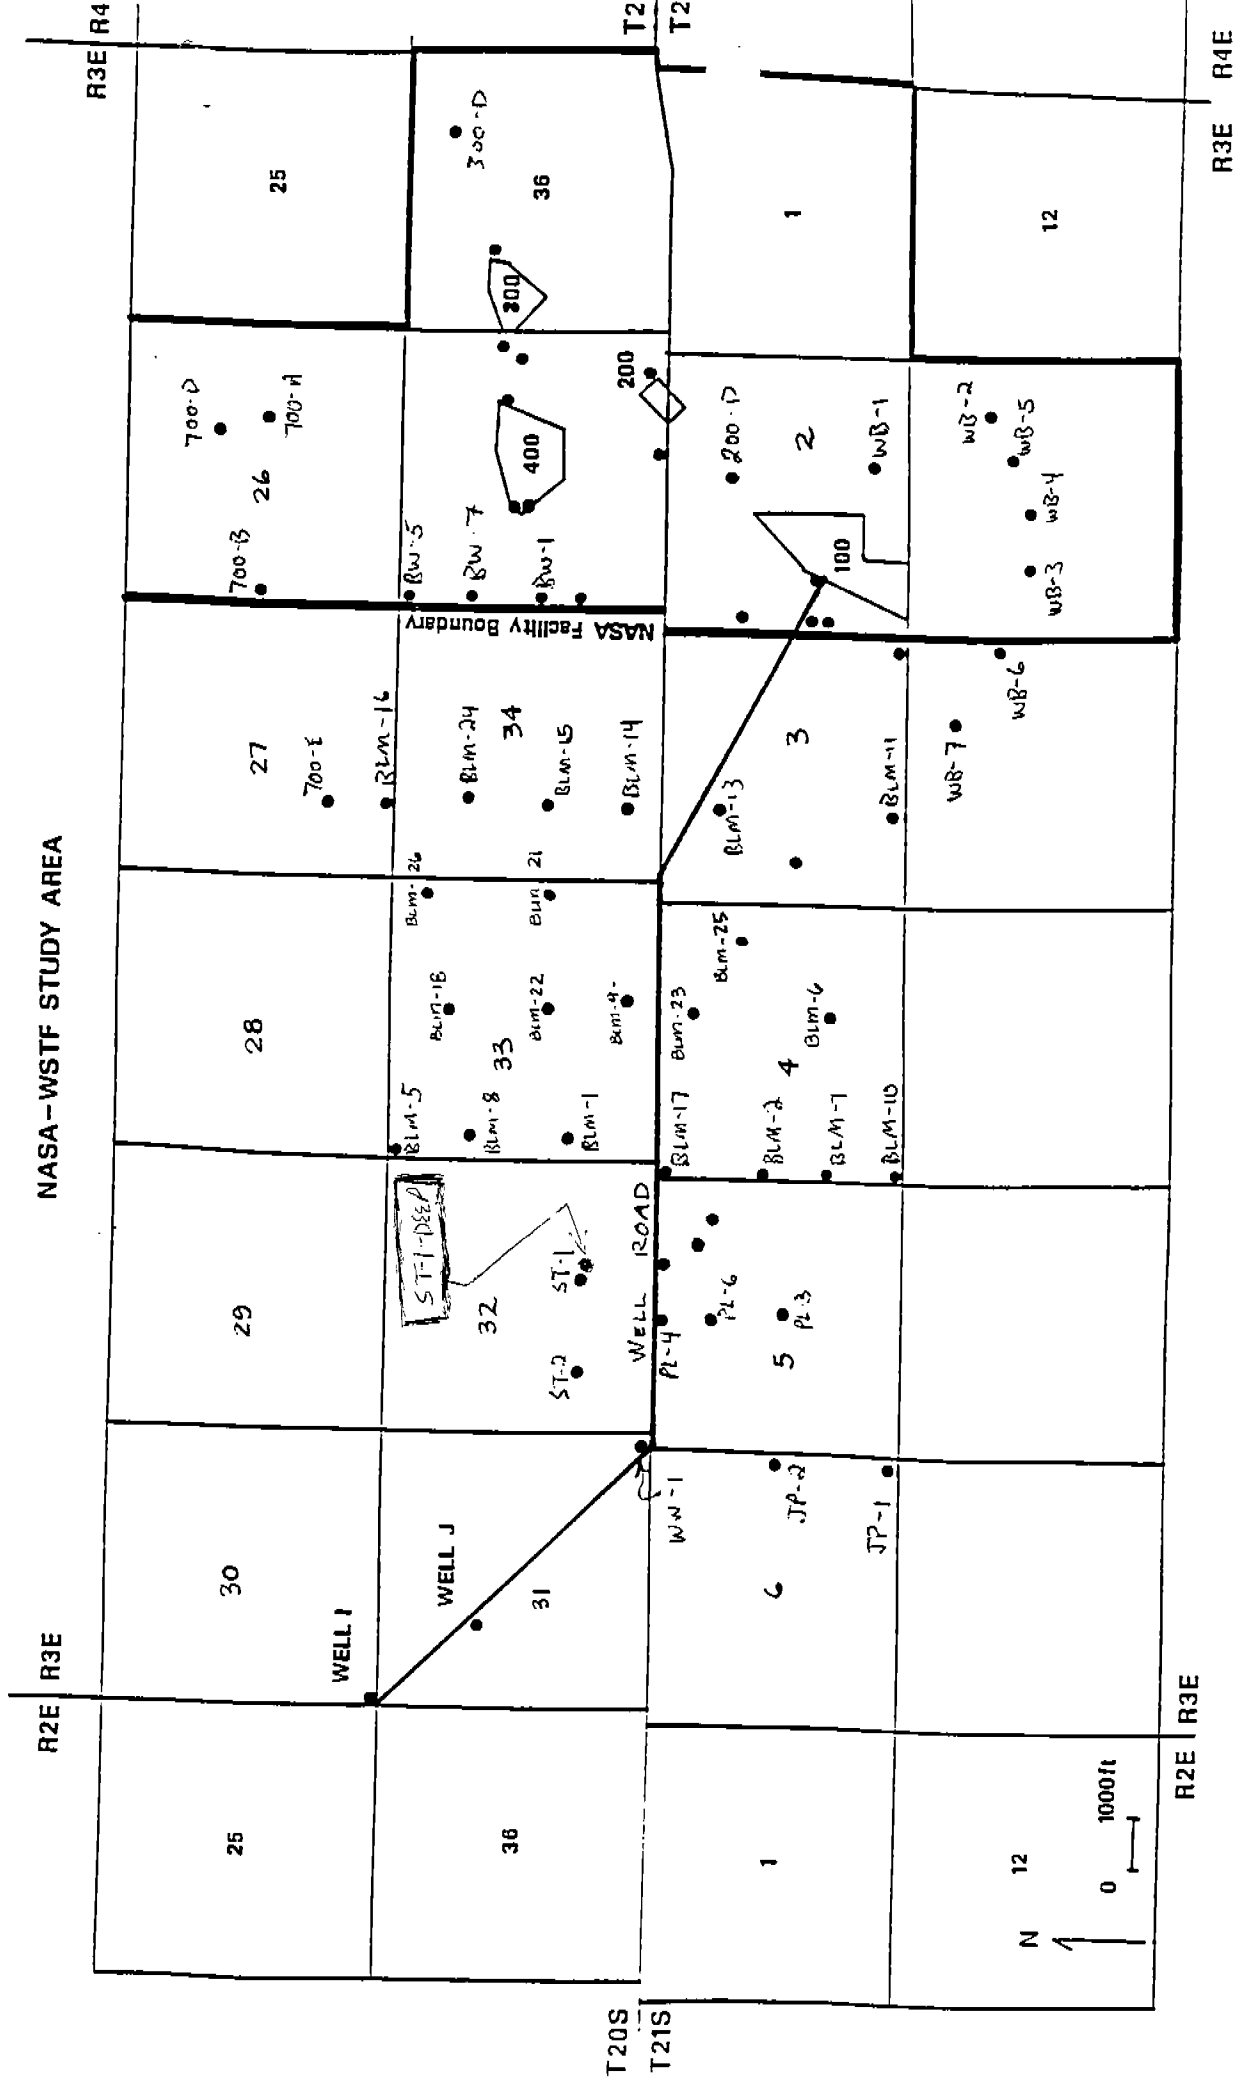 NASA-WSTF STUDY AREA
R2E R3E
R3E R4
25
30
29
28
27
26
25
700-D
700-A
700-B
700-E
WELL I
BLM-16
36
WELL J
31
32
ST-1-DEEP
ST-2
ST-1
33
BLM-5
BLM-8
BLM-1
BLM-18
BLM-22
BLM-9-
BLM-26
BLM 21
34
BLM-24
BLM-15
BLM-14
NASA Facility Boundary
BW-5
BW-7
BW-1
400
300
36
300-D
200
T20S
T21S
T2
T2
WELL ROAD
WW-1
1
6
JP-2
JP-1
5
PL-4
PL-6
PL-3
4
BLM-17
BLM-2
BLM-7
BLM-10
BLM-23
BLM-25
BLM-6
3
BLM-13
BLM-11
2
100
200-D
WB-1
1
12
WB-7
WB-6
WB-3
WB-4
WB-5
WB-2
12
N
0 1000ft
R2E R3E
R3E R4E